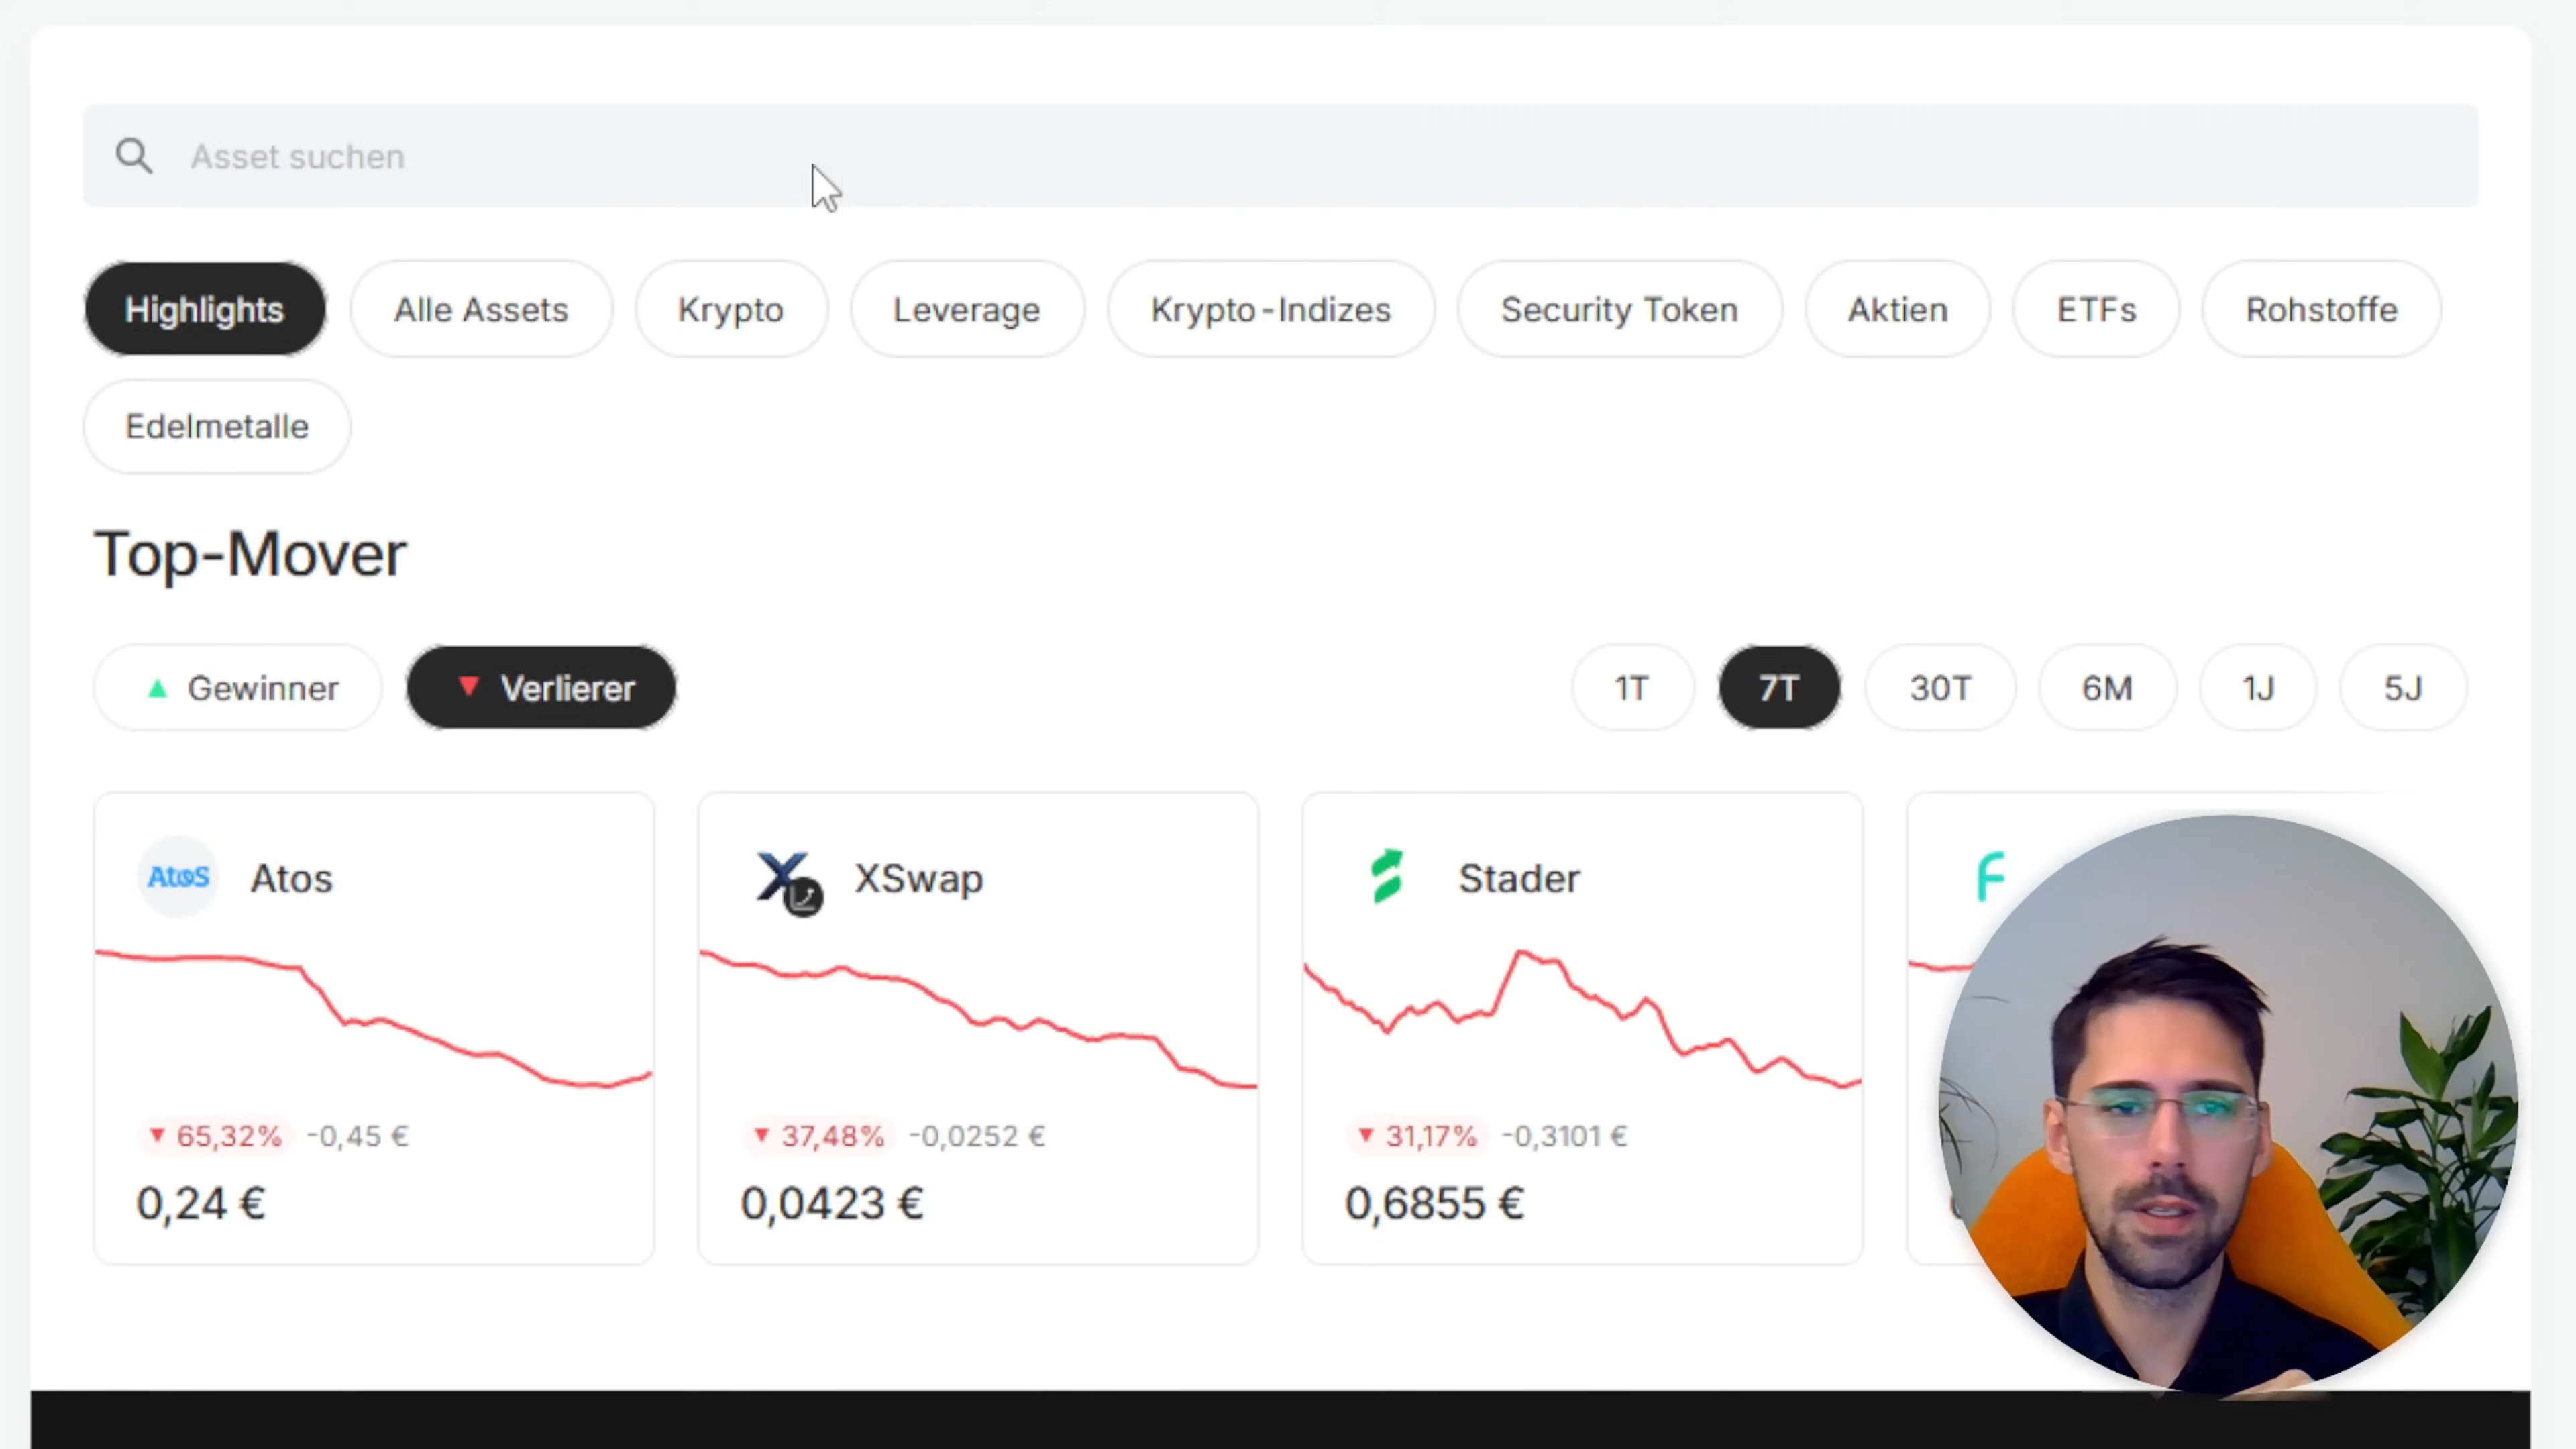 Asset suchen
Highlights Alle Assets Krypto Leverage Krypto-Indizes Security Token Aktien ETFs Rohstoffe
Edelmetalle
Top-Mover
▲ Gewinner ▼ Verlierer 1T 7T 30T 6M 1J 5J
Atos Atos XSwap Stader
▼ 65,32% -0,45 € ▼ 37,48% -0,0252 € ▼ 31,17% -0,3101 €
0,24 € 0,0423 € 0,6855 €